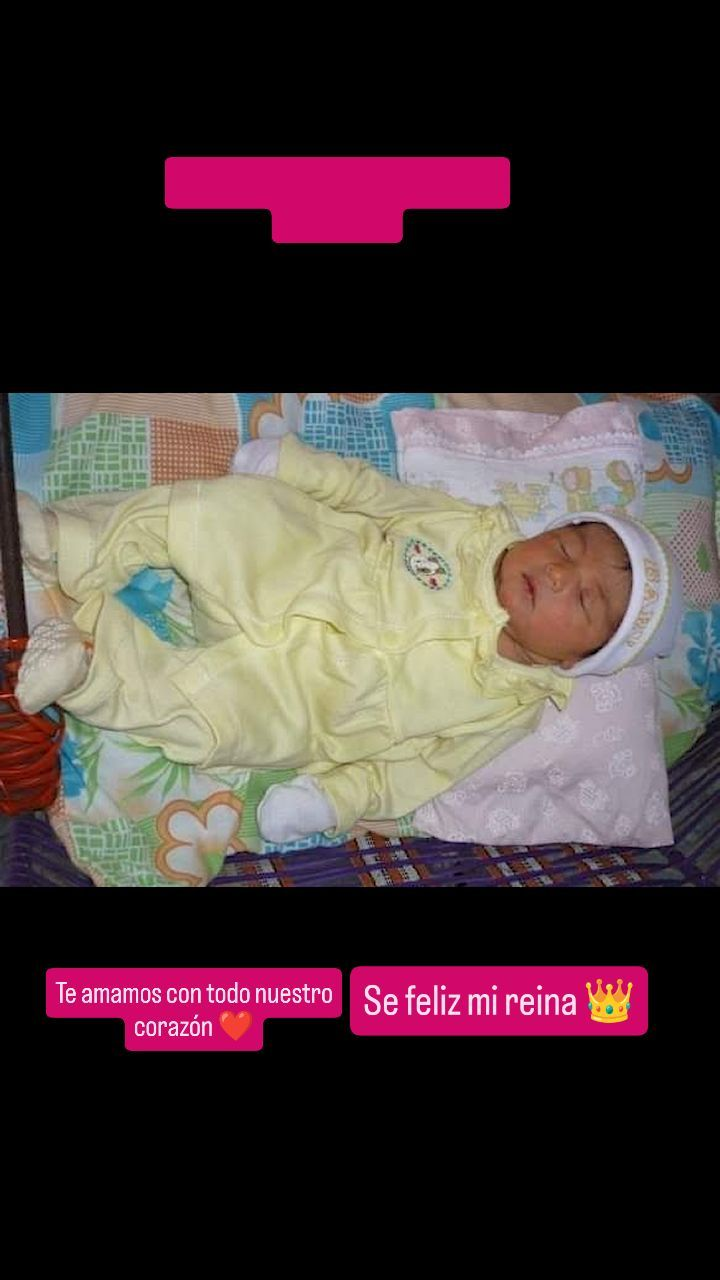 Te amamos con todo nuestro
corazón ❤️
Se feliz mi reina 👑